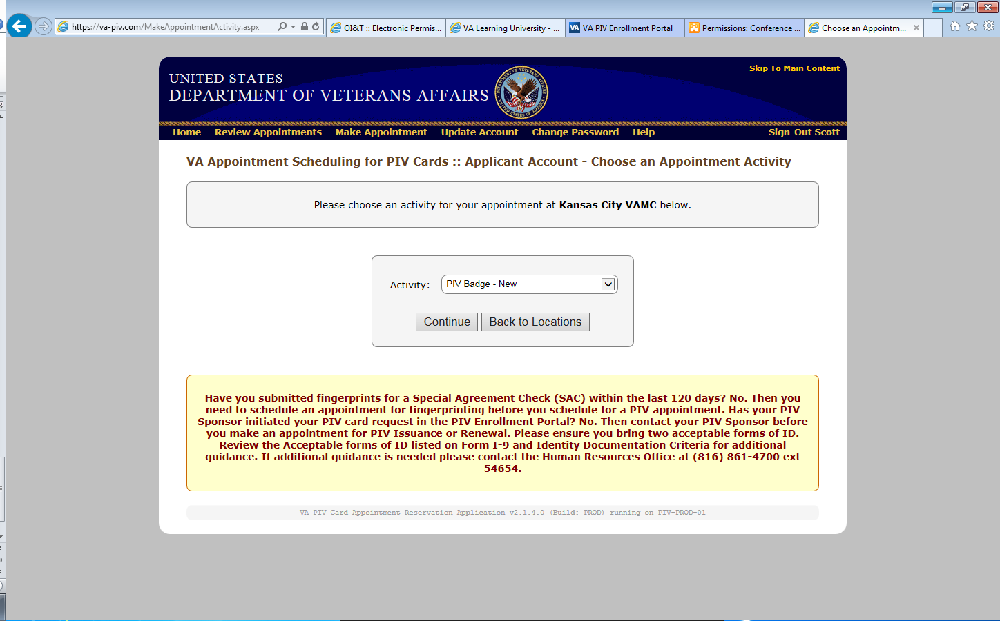 https://va-piv.com/MakeAppointmentActivity.aspx
OI&T :: Electronic Permis...
VA Learning University - ...
VA
VA PIV Enrollment Portal
Permissions: Conference ...
Choose an Appointm...
Skip To Main Content
UNITED STATES
DEPARTMENT OF VETERANS AFFAIRS
DEPARTMENT OF VETERANS AFFAIRS
UNITED STATES OF AMERICA
Home Review Appointments Make Appointment Update Account Change Password Help Sign-Out Scott
VA Appointment Scheduling for PIV Cards :: Applicant Account - Choose an Appointment Activity
Please choose an activity for your appointment at Kansas City VAMC below.
Activity: PIV Badge - New
Continue Back to Locations
Have you submitted fingerprints for a Special Agreement Check (SAC) within the last 120 days? No. Then you
need to schedule an appointment for fingerprinting before you schedule for a PIV appointment. Has your PIV
Sponsor initiated your PIV card request in the PIV Enrollment Portal? No. Then contact your PIV Sponsor before
you make an appointment for PIV Issuance or Renewal. Please ensure you bring two acceptable forms of ID.
Review the Acceptable forms of ID listed on Form I-9 and Identity Documentation Criteria for additional
guidance. If additional guidance is needed please contact the Human Resources Office at (816) 861-4700 ext
54654.
VA PIV Card Appointment Reservation Application v2.1.4.0 (Build: PROD) running on PIV-PROD-01